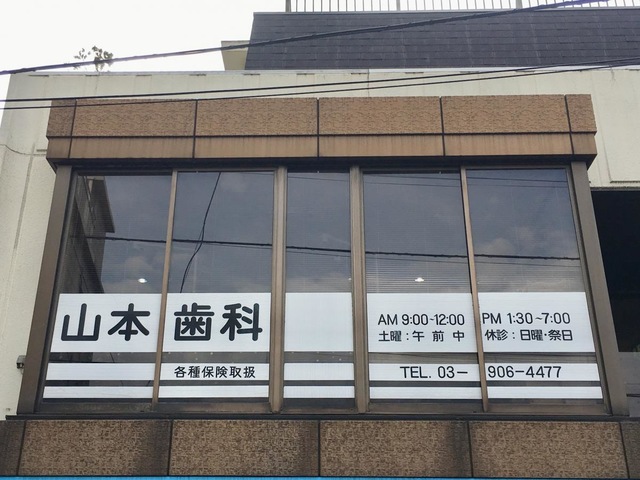 山本歯科
各種保険取扱
AM 9:00~12:00 PM 1:30~7:00
土曜:午前中 休診:日曜・祭日
TEL. 03-906-4477